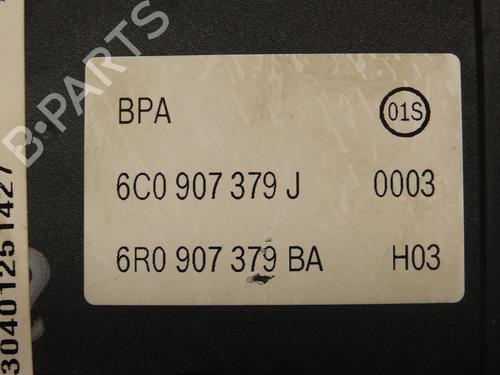 BPA 01S
6C0 907 379 J 0003
6R0 907 379 BA H03
30401251427
B-PARTS